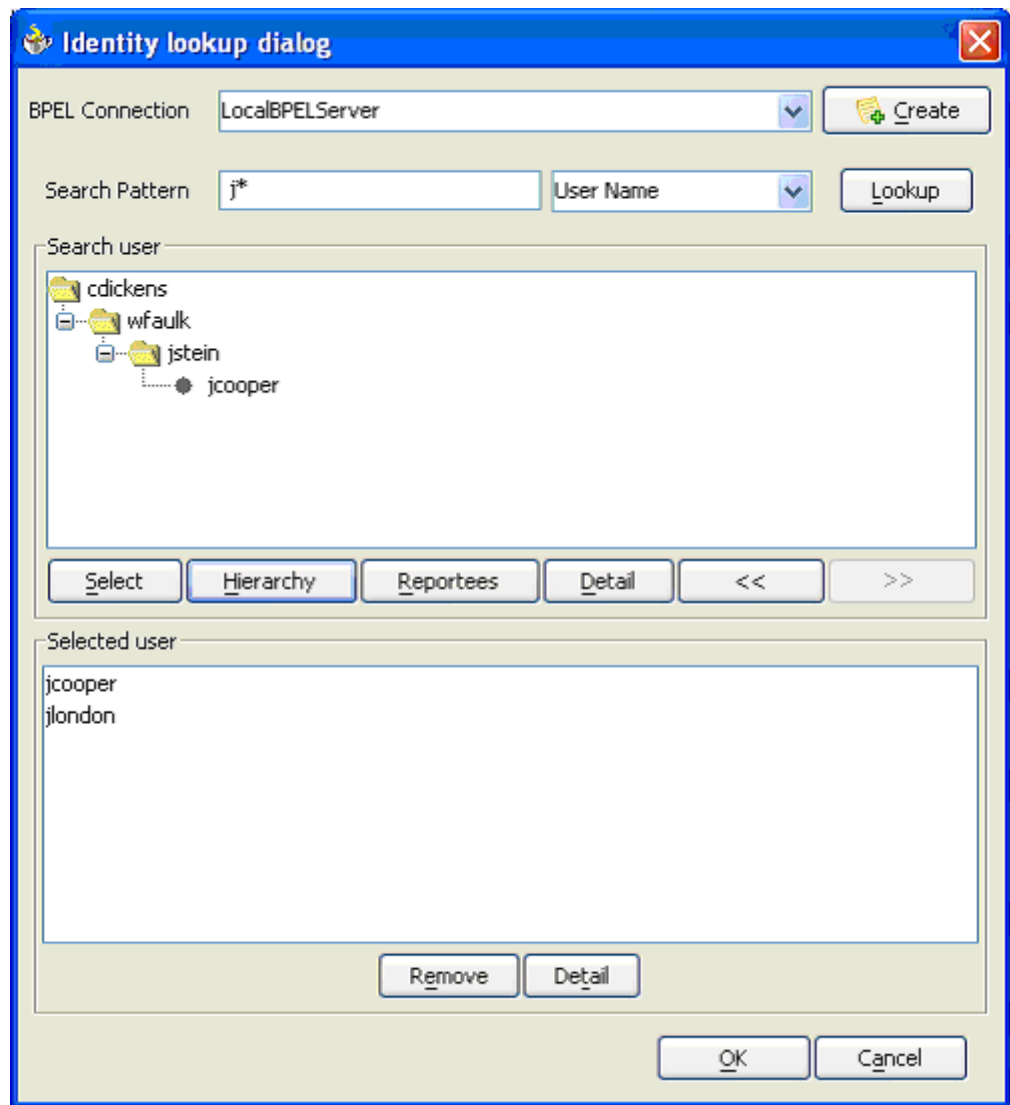 Identity lookup dialog
BPEL Connection LocalBPELServer Create
Search Pattern j* User Name Lookup
Search user
cdickens
wfaulk
jstein
jcooper
Select Hierarchy Reportees Detail << >>
Selected user
jcooper
jlondon
Remove Detail
OK Cancel